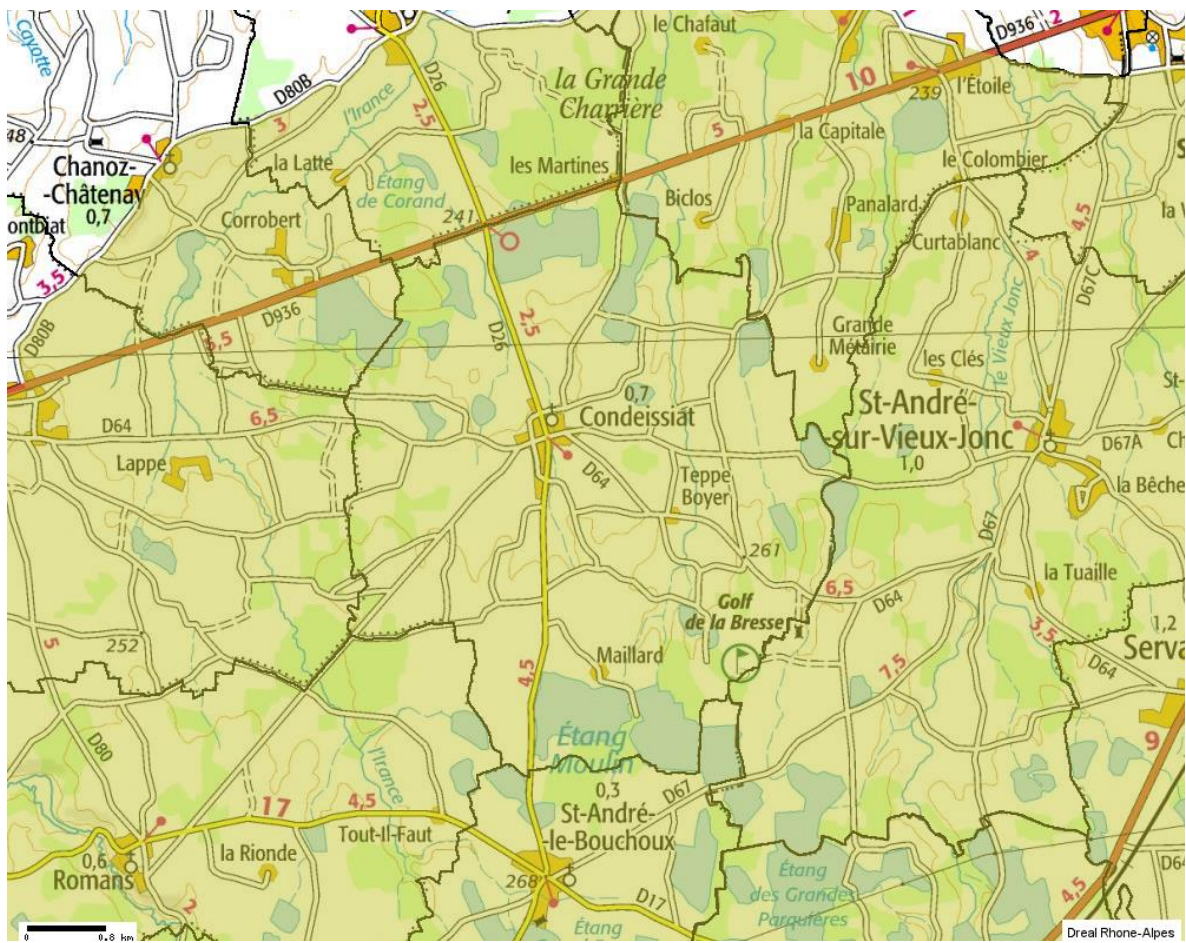 Cayotte
D80B
D26
2,5
l'Irance
3
la Latte
le Chafaut
la Grande
Charrière
10
D936
2
239
l'Étoile
5
la Capitale
le Colombier
48
Chanoz-
-Châtenay
0,7
Corrobert
Étang
de Corand
241
les Martines
Biclos
Panalard
Curtablanc
4
4,5
D67C
la V
3,5
D80B
D936
6,5
D26
2,5
Grande
Métairie
les Clés
le Vieux Jonc
St-
D64
6,5
Lappe
0,7
Condeissiat
D64
Teppe
Boyer
St-André-
-sur-Vieux-Jonc
1,0
D67A
la Bêche
D67
261
Golf
de la Bresse
6,5
D64
la Tuaille
3,5
1,2
Serva
D64
5
252
4,5
Maillard
7,5
9
D80
l'Irance
Étang
Moulin
0,3
St-André-
-le-Bouchoux
D67
17
4,5
Tout-Il-Faut
la Rionde
0,6
Romans
2
268
D17
Étang
Étang
des Grandes
Parquières
D64
4,5
0
0.8 km
Dreal Rhone-Alpes